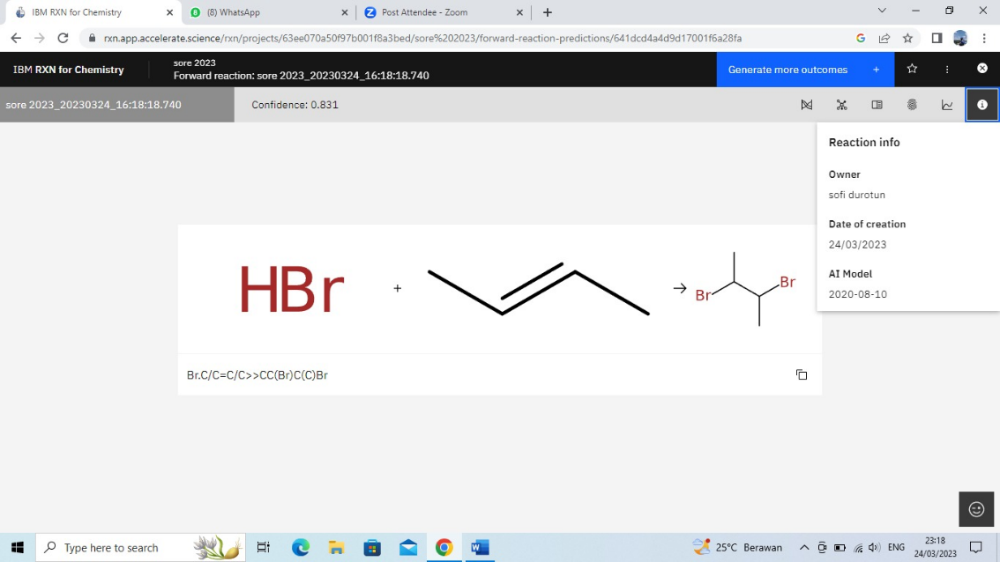 IBM RXN for Chemistry
(8) WhatsApp
Post Attendee - Zoom
rxn.app.accelerate.science/rxn/projects/63ee070a50f97b001f8a3bed/sore%202023/forward-reaction-predictions/641dcd4a4d9d17001f6a28fa
IBM RXN for Chemistry
sore 2023
Forward reaction: sore 2023_20230324_16:18:18.740
Generate more outcomes +
sore 2023_20230324_16:18:18.740
Confidence: 0.831
Reaction info
Owner
sofi durotun
Date of creation
24/03/2023
AI Model
2020-08-10
HBr
+
Br
Br
Br.C/C=C/C>>CC(Br)C(C)Br
Type here to search
25°C Berawan
ENG
23:18
24/03/2023